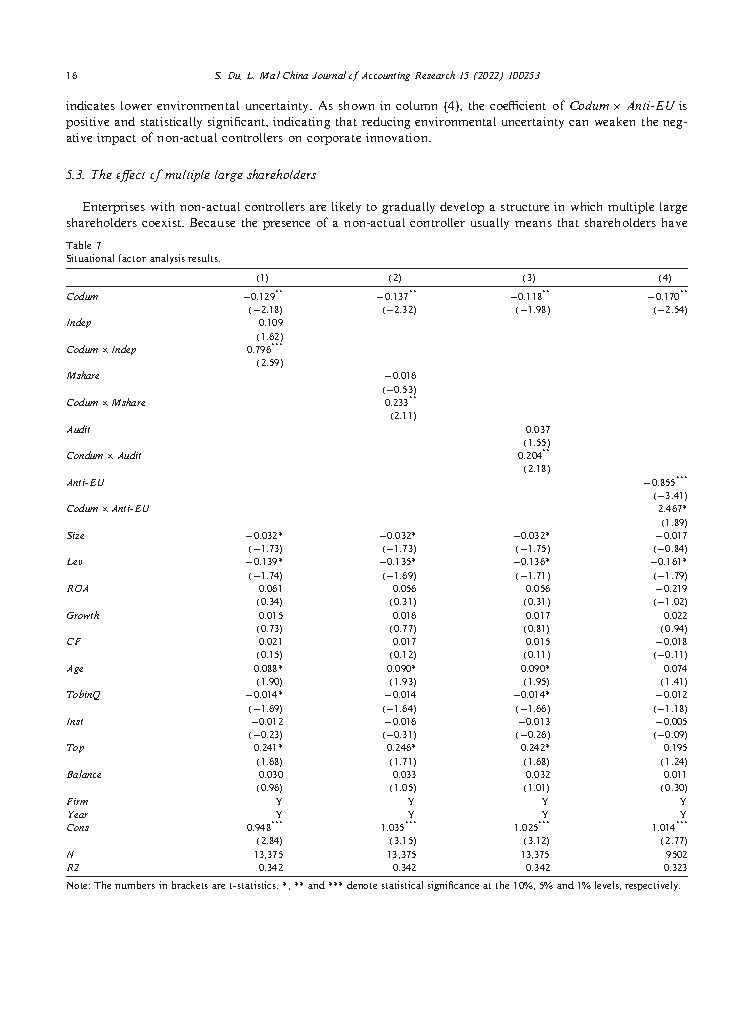 16 S. Du, L. Ma / China Journal of Accounting Research 15 (2022) 100253
indicates lower environmental uncertainty. As shown in column (4), the coefficient of Codum × Anti-EU is
positive and statistically significant, indicating that reducing environmental uncertainty can weaken the neg-
ative impact of non-actual controllers on corporate innovation.
5.3. The effect of multiple large shareholders
Enterprises with non-actual controllers are likely to gradually develop a structure in which multiple large
shareholders coexist. Because the presence of a non-actual controller usually means that shareholders have
Table 7
Situational factor analysis results.
(1) (2) (3) (4)
Codum −0.129** −0.137** −0.118** −0.170**
(−2.18) (−2.32) (−1.98) (−2.54)
Indep 0.109
(1.62)
Codum × Indep 0.796***
(2.59)
Mshare −0.016
(−0.53)
Codum × Mshare 0.233**
(2.11)
Audit 0.037
(1.55)
Condum × Audit 0.204**
(2.18)
Anti-EU −0.855***
(−3.41)
Codum × Anti-EU 2.467*
(1.89)
Size −0.032* −0.032* −0.032* −0.017
(−1.73) (−1.73) (−1.75) (−0.84)
Lev −0.139* −0.135* −0.136* −0.161*
(−1.74) (−1.69) (−1.71) (−1.79)
ROA 0.061 0.056 0.056 −0.219
(0.34) (0.31) (0.31) (−1.02)
Growth 0.015 0.016 0.017 0.022
(0.73) (0.77) (0.81) (0.94)
CF 0.021 0.017 0.015 −0.018
(0.15) (0.12) (0.11) (−0.11)
Age 0.088* 0.090* 0.090* 0.074
(1.90) (1.93) (1.95) (1.41)
TobinQ −0.014* −0.014 −0.014* −0.012
(−1.69) (−1.64) (−1.66) (−1.18)
Inst −0.012 −0.016 −0.013 −0.005
(−0.23) (−0.31) (−0.26) (−0.09)
Top 0.241* 0.246* 0.242* 0.195
(1.68) (1.71) (1.68) (1.24)
Balance 0.030 0.033 0.032 0.011
(0.96) (1.05) (1.01) (0.30)
Firm Y Y Y Y
Year Y Y Y Y
Cons 0.948*** 1.035*** 1.025*** 1.014***
(2.84) (3.15) (3.12) (2.77)
N 13,375 13,375 13,375 9502
R2 0.342 0.342 0.342 0.323
Note: The numbers in brackets are t-statistics. *, ** and *** denote statistical significance at the 10%, 5% and 1% levels, respectively.